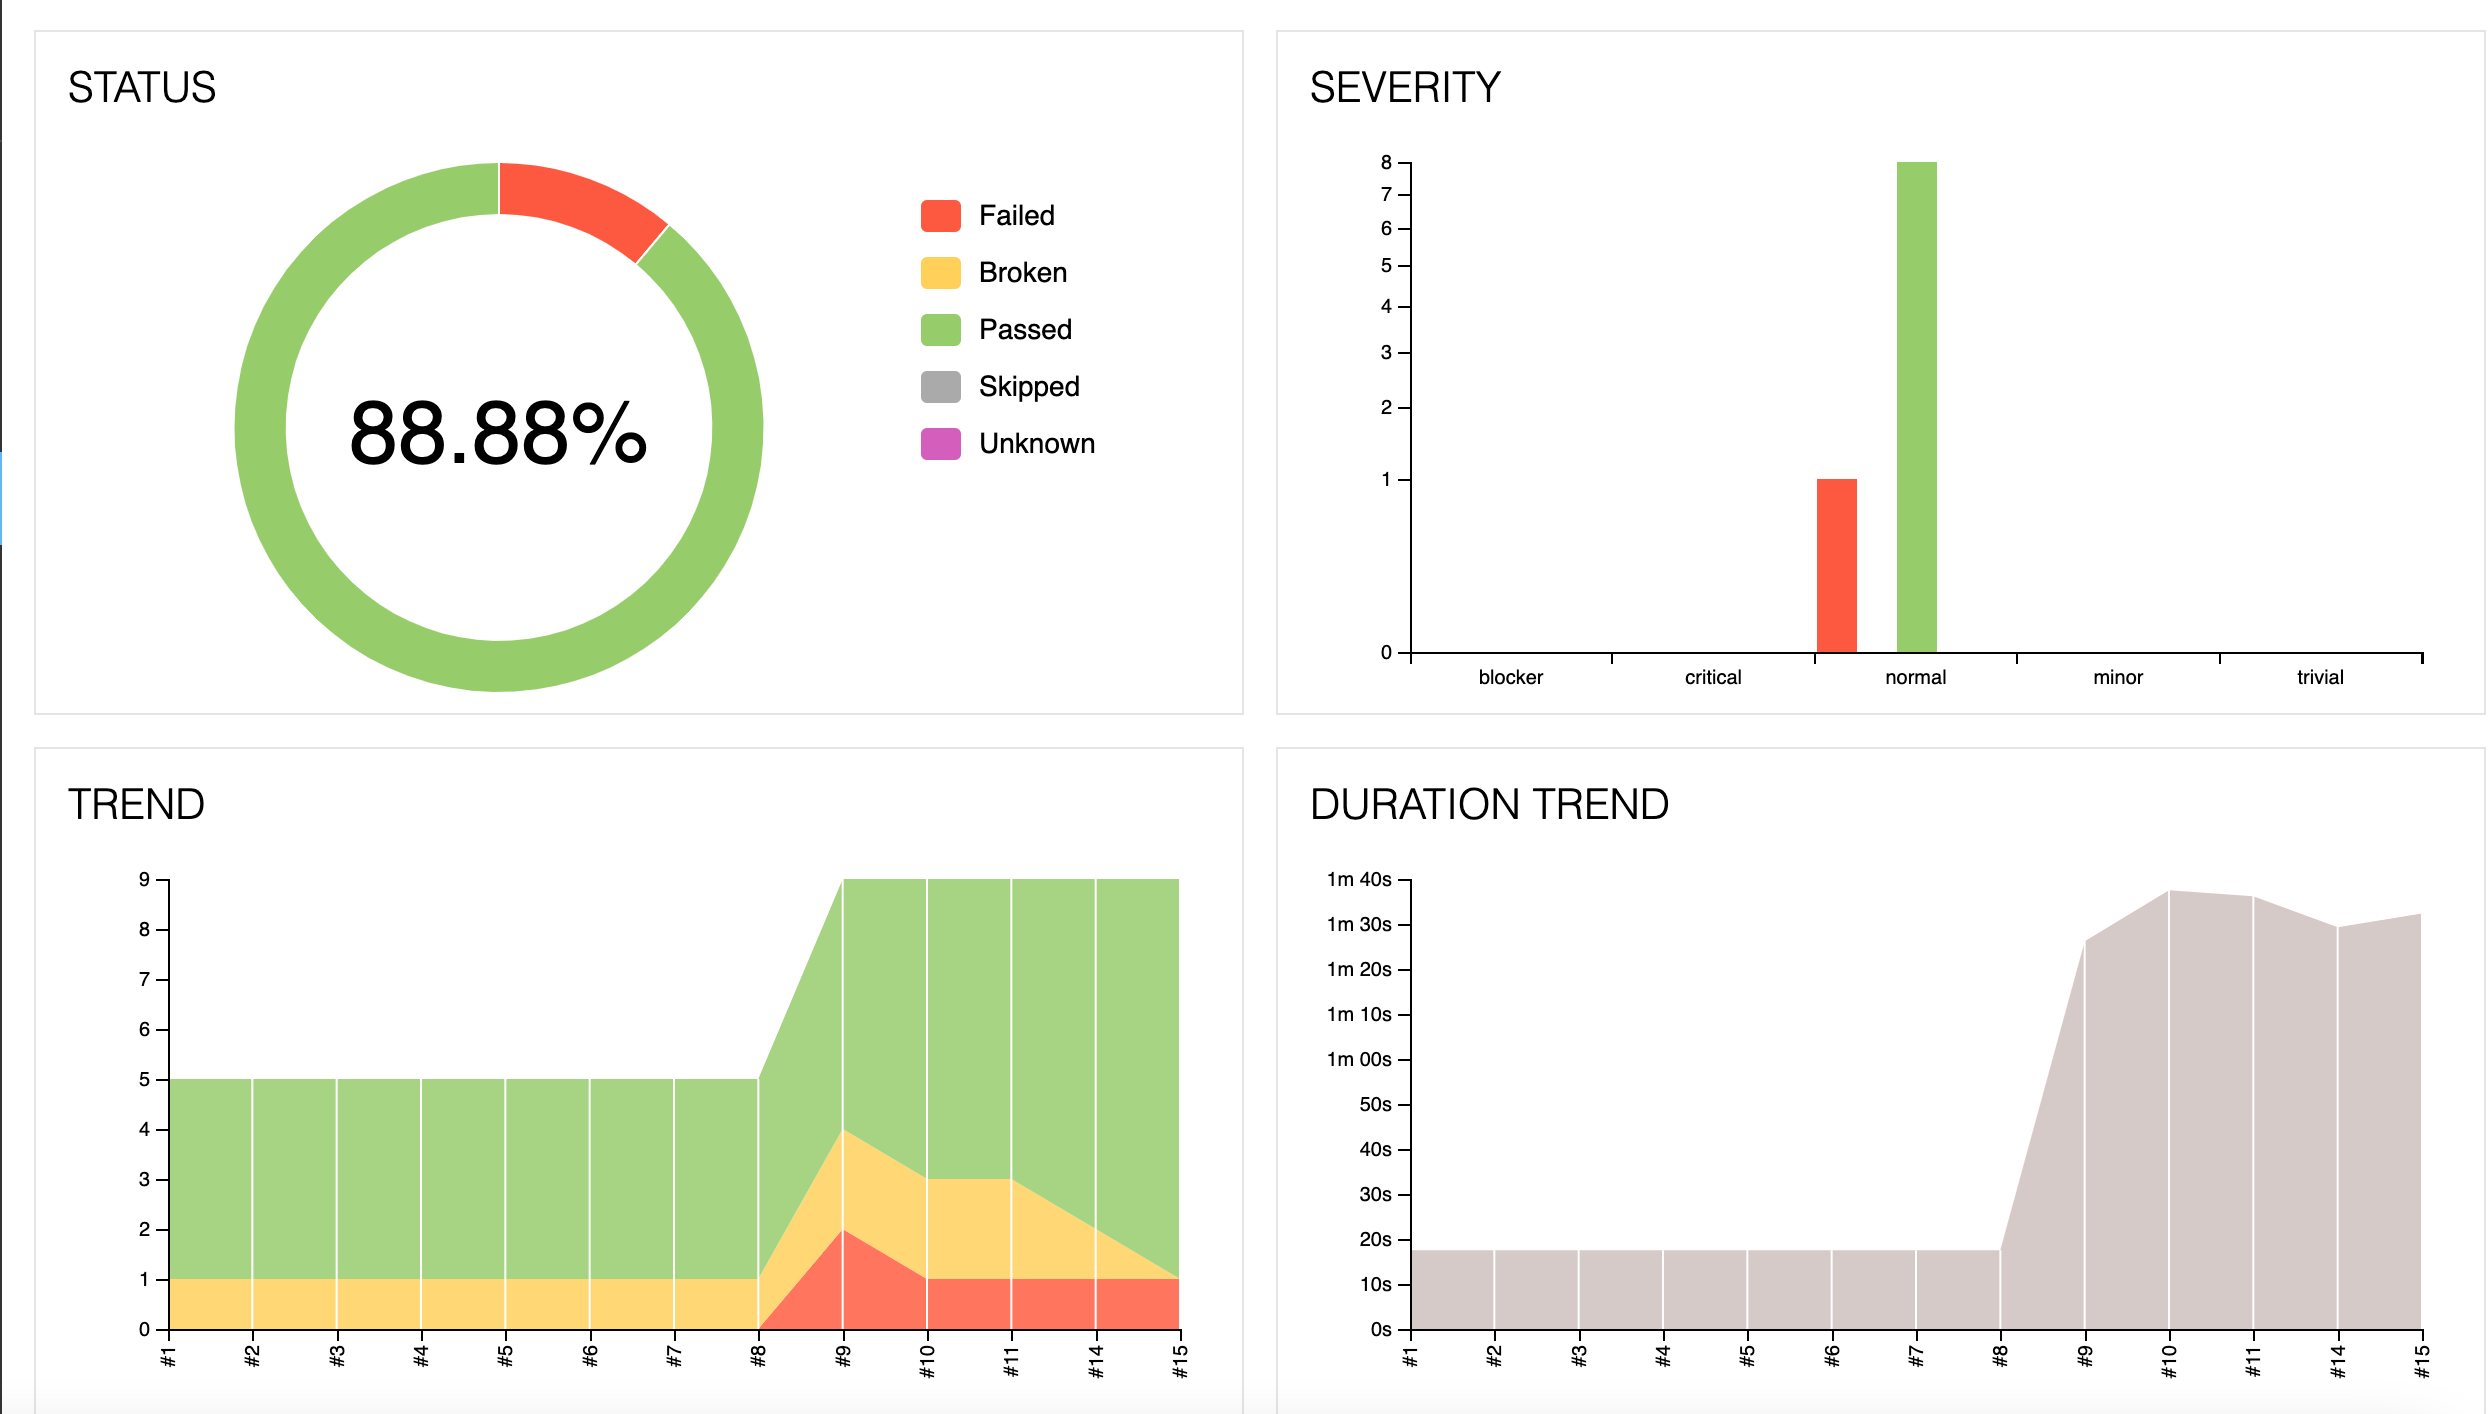 STATUS
88.88%
Failed
Broken
Passed
Skipped
Unknown
SEVERITY
8
7
6
5
4
3
2
1
0
blocker critical normal minor trivial
TREND
9
8
7
6
5
4
3
2
1
0
#1 #2 #3 #4 #5 #6 #7 #8 #9 #10 #11 #14 #15
DURATION TREND
1m 40s
1m 30s
1m 20s
1m 10s
1m 00s
50s
40s
30s
20s
10s
0s
#1 #2 #3 #4 #5 #6 #7 #8 #9 #10 #11 #14 #15